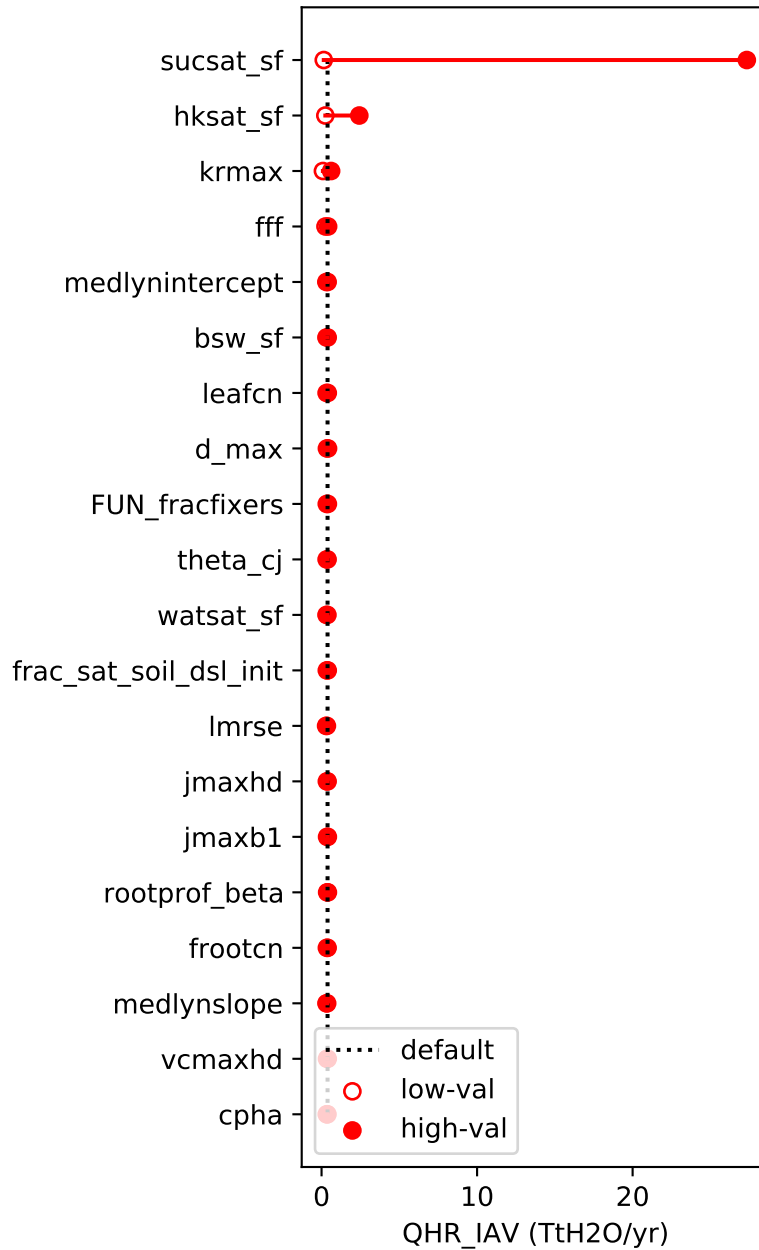 sucsat_sf
hksat_sf
krmax
fff
medlynintercept
bsw_sf
leafcn
d_max
FUN_fracfixers
theta_cj
watsat_sf
frac_sat_soil_dsl_init
lmrse
jmaxhd
jmaxb1
rootprof_beta
frootcn
medlynslope
vcmaxhd
cpha
default
low-val
high-val
0 10 20
QHR_IAV (TtH2O/yr)